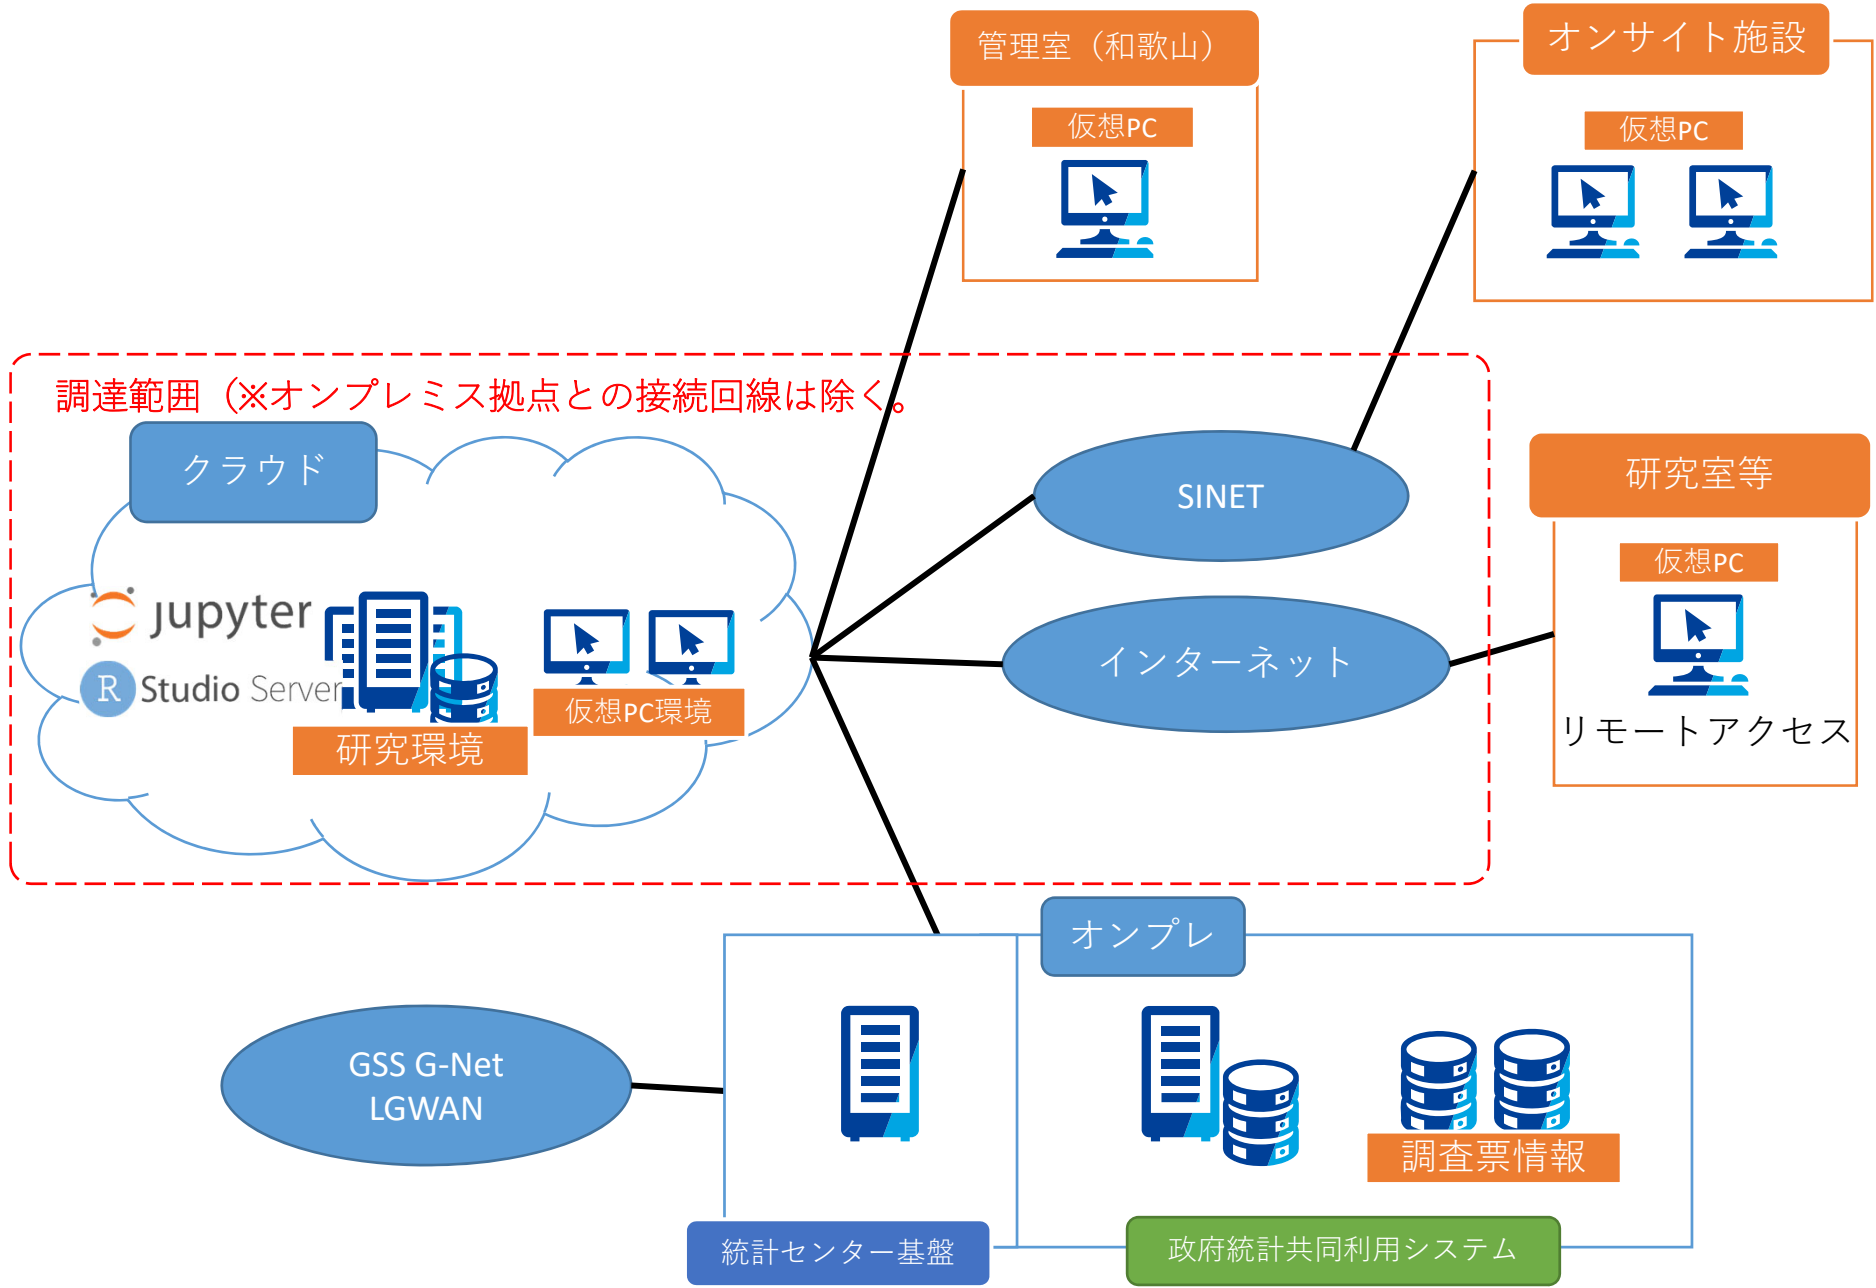 管理室（和歌山）
仮想PC
オンサイト施設
仮想PC
調達範囲（※オンプレミス拠点との接続回線は除く。
クラウド
SINET
研究室等
仮想PC
リモートアクセス
jupyter
R Studio Server
研究環境
仮想PC環境
インターネット
オンプレ
GSS G-Net
LGWAN
調査票情報
統計センター基盤
政府統計共同利用システム